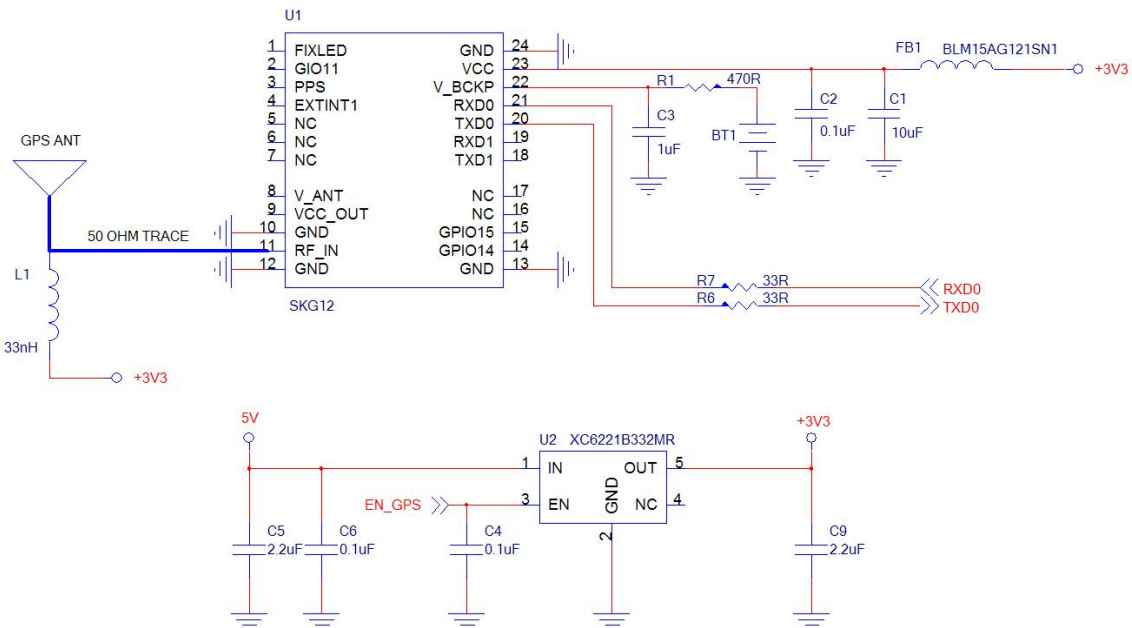 U1
1 FIXLED
2 GIO11
3 PPS
4 EXTINT1
5 NC
6 NC
7 NC
8 V_ANT
9 VCC_OUT
10 GND
11 RF_IN
12 GND
GND 24
VCC 23
V_BCKP 22
RXD0 21
TXD0 20
RXD1 19
TXD1 18
NC 17
NC 16
GPIO15 15
GPIO14 14
GND 13
SKG12
GPS ANT
50 OHM TRACE
L1
33nH
+3V3
R1 470R
C3
1uF
BT1
C2
0.1uF
C1
10uF
FB1 BLM15AG121SN1
+3V3
R7 33R
RXD0
R6 33R
TXD0
5V
U2 XC6221B332MR
+3V3
1 IN
OUT 5
EN_GPS
3 EN
GND
NC 4
2
C5
2.2uF
C6
0.1uF
C4
0.1uF
C9
2.2uF